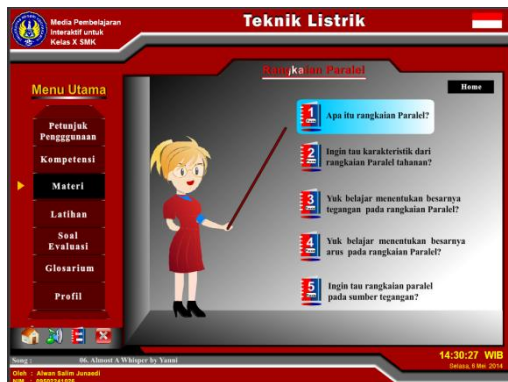 Media Pembelajaran
Interaktif untuk
Kelas X SMK
Teknik Listrik
Rangkaian Paralel
Home
Menu Utama
Petunjuk
Pengggunaan
Kompetensi
Materi
Latihan
Soal
Evaluasi
Glosarium
Profil
1
Apa itu rangkaian Paralel?
2
Ingin tau karakteristik dari
rangkaian Paralel tahanan?
3
Yuk belajar menentukan besarnya
tegangan pada rangkaian Paralel?
4
Yuk belajar menentukan besarnya
arus pada rangkaian Paralel?
5
Ingin tau rangkaian paralel
pada sumber tegangan?
Song :
06. Almost A Whisper by Yanni
14:30:27 WIB
Selasa, 6 Mei 2014
Oleh : Alwan Salim Junaedi